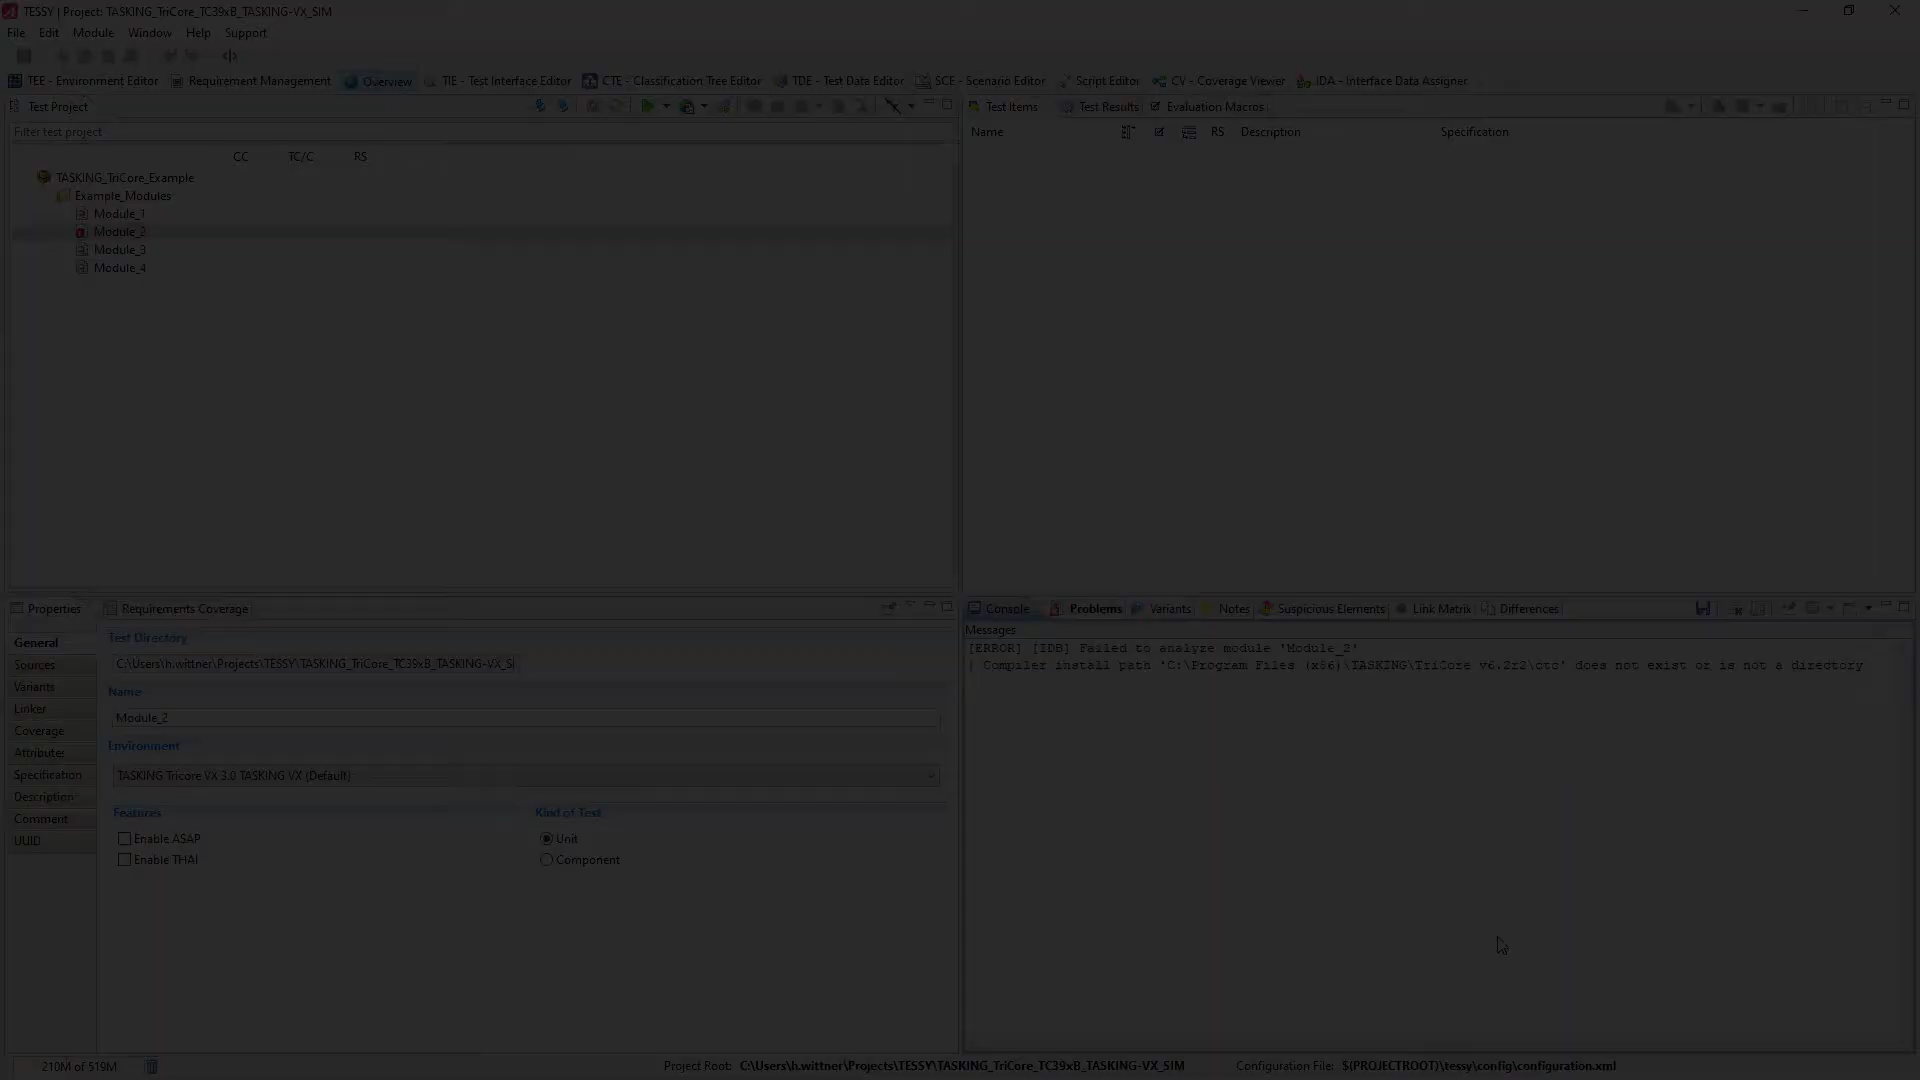 TESSY | Project: TASKING_TriCore_TC39xB_TASKING-VX_SIM
File Edit Module Window Help Support
TEE - Environment Editor Requirement Management Overview TIE - Test Interface Editor CTE - Classification Tree Editor TDE - Test Data Editor SCE - Scenario Editor Script Editor CV - Coverage Viewer IDA - Interface Data Assigner
Test Project
Filter test project
CC TC/C RS
TASKING_TriCore_Example
Example_Modules
Module_1
Module_2
Module_3
Module_4
Test Items Test Results Evaluation Macros
Name RS Description Specification
Properties Requirements Coverage
General
Sources
Variants
Linker
Coverage
Attributes
Specification
Description
Comment
UUID
Test Directory
C:\Users\h.wittner\Projects\TESSY\TASKING_TriCore_TC39xB_TASKING-VX_SI
Name
Module_2
Environment
TASKING Tricore VX 3.0 TASKING VX (Default)
Features Kind of Test
Enable ASAP Unit
Enable THAI Component
Console Problems Variants Notes Suspicious Elements Link Matrix Differences
Messages
[ERROR] [IDB] Failed to analyze module 'Module_2'
| Compiler install path 'C:\Program Files (x86)\TASKING\TriCore v6.2r2\ctc' does not exist or is not a directory
210M of 519M Project Root: C:\Users\h.wittner\Projects\TESSY\TASKING_TriCore_TC39xB_TASKING-VX_SIM Configuration File: $(PROJECTROOT)\tessy\config\configuration.xml